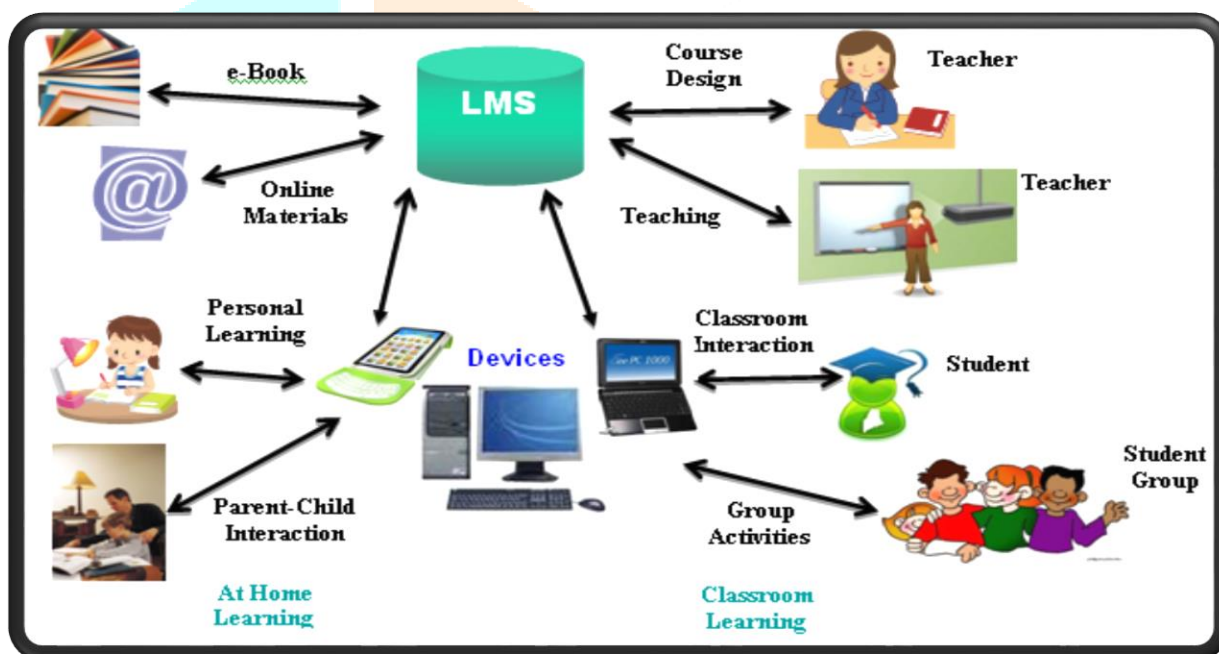 e-Book
LMS
Course
Design
Teacher
Online
Materials
Teaching
Teacher
Personal
Learning
Devices
Classroom
Interaction
Student
Parent-Child
Interaction
Group
Activities
Student
Group
At Home
Learning
Classroom
Learning